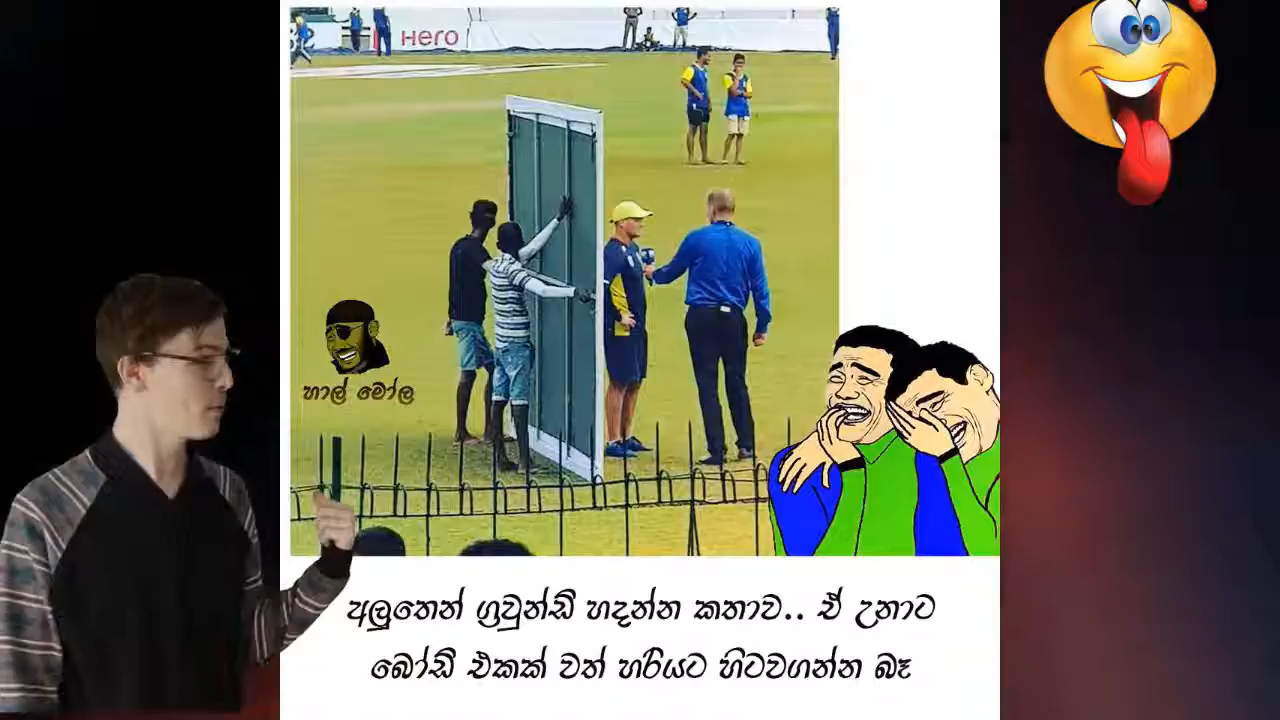 Hero
හාල් මෝල
අලුතෙන් ග්‍රවුන්ඩ් හදන්න කතාව.. ඒ උනාට
බෝඩ් එකක් වත් හරියට හිටවගන්න බෑ